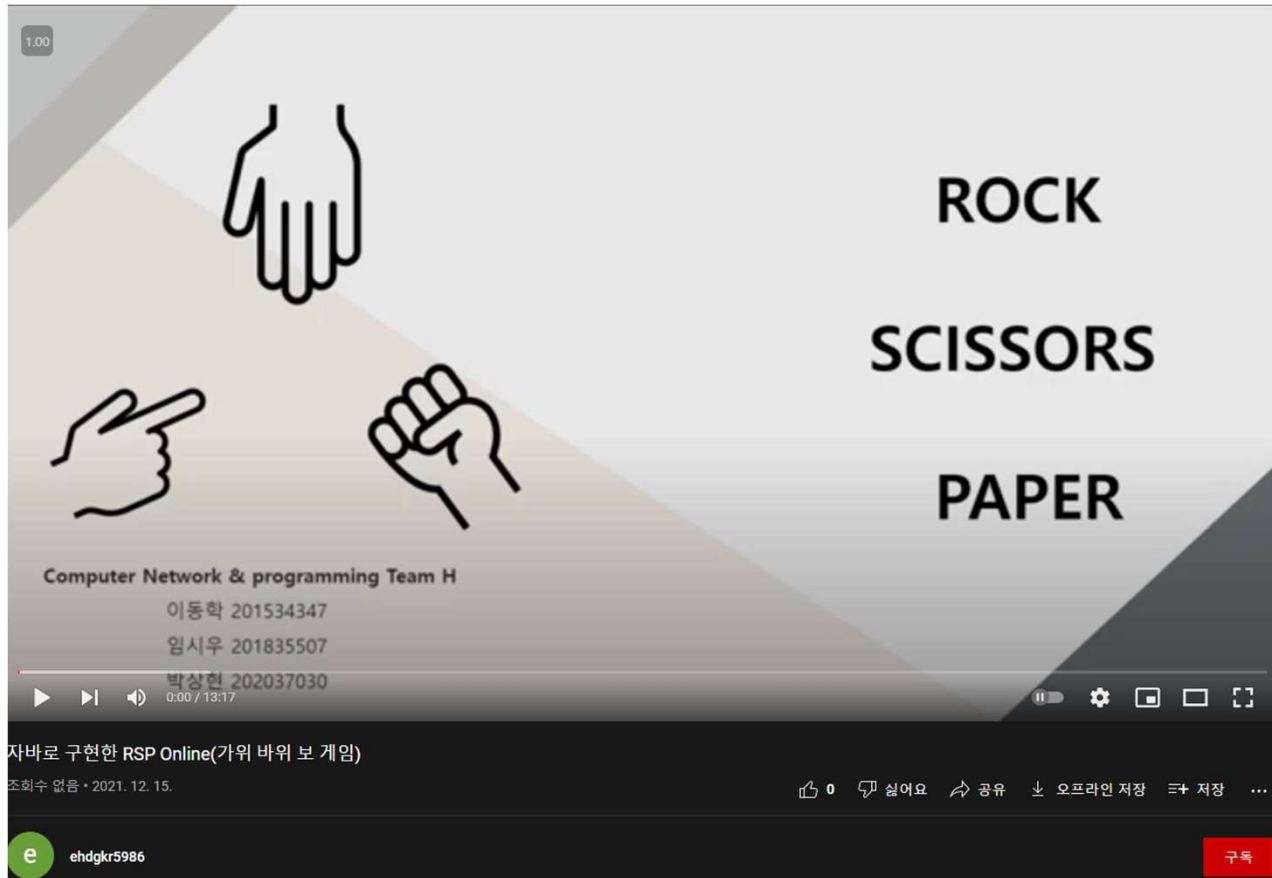 1.00
ROCK
SCISSORS
PAPER
Computer Network & programming Team H
이동학 201534347
임시우 201835507
박상현 202037030
0:00 / 13:17
자바로 구현한 RSP Online(가위 바위 보 게임)
조회수 없음 • 2021. 12. 15.
0 싫어요 공유 오프라인 저장 저장 ...
e ehdgkr5986 구독